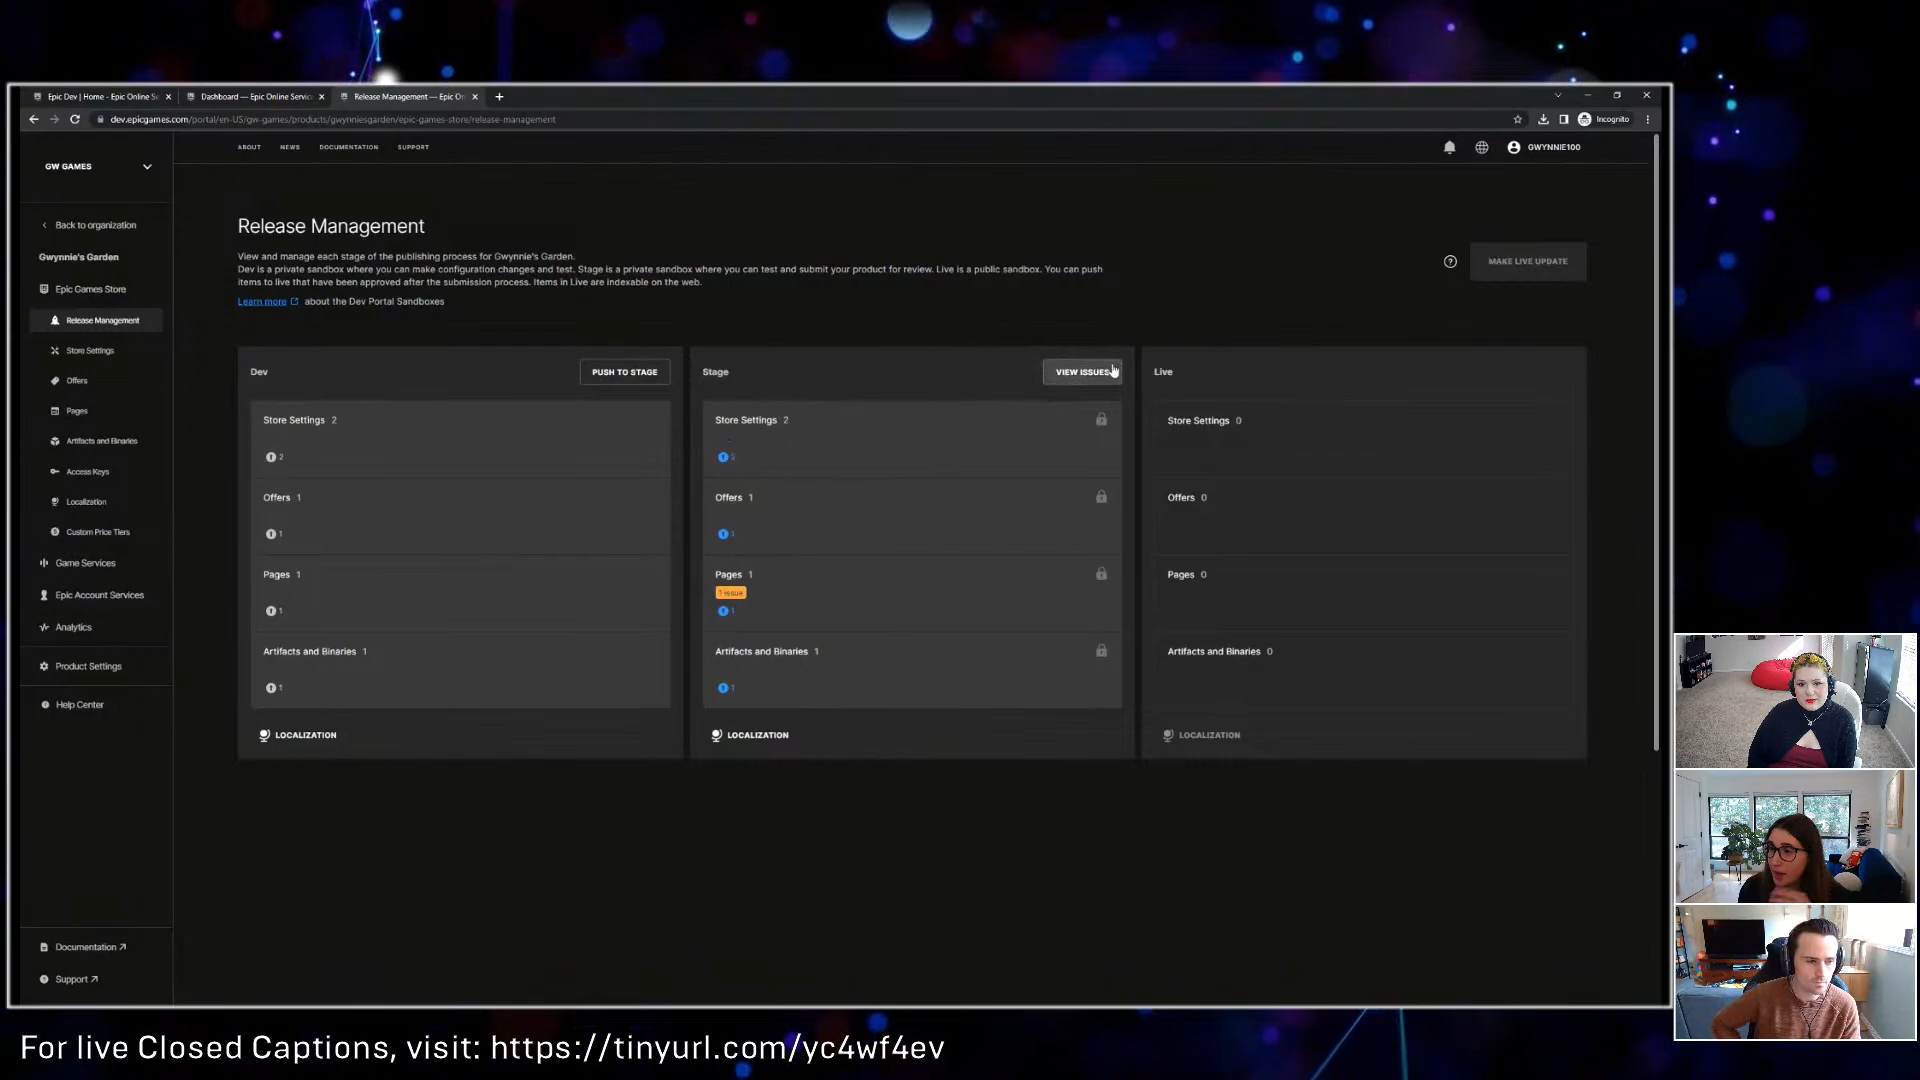 Epic Dev | Home - Epic Online Se
Dashboard — Epic Online Servic
Release Management — Epic On
dev.epicgames.com/portal/en-US/gw-games/products/gwynniesgarden/epic-games-store/release-management
Incognito
GW GAMES
ABOUT
NEWS
DOCUMENTATION
SUPPORT
GWYNNIE100
Back to organization
Gwynnie's Garden
Epic Games Store
Release Management
Store Settings
Offers
Pages
Artifacts and Binaries
Access Keys
Localization
Custom Price Tiers
Game Services
Epic Account Services
Analytics
Product Settings
Help Center
Documentation
Support
Release Management
View and manage each stage of the publishing process for Gwynnie's Garden.
Dev is a private sandbox where you can make configuration changes and test. Stage is a private sandbox where you can test and submit your product for review. Live is a public sandbox. You can push
items to live that have been approved after the submission process. Items in Live are indexable on the web.
Learn more about the Dev Portal Sandboxes
MAKE LIVE UPDATE
Dev
PUSH TO STAGE
Store Settings 2
2
Offers 1
1
Pages 1
1
Artifacts and Binaries 1
1
LOCALIZATION
Stage
VIEW ISSUES
Store Settings 2
2
Offers 1
1
Pages 1
1 issue
1
Artifacts and Binaries 1
1
LOCALIZATION
Live
Store Settings 0
Offers 0
Pages 0
Artifacts and Binaries 0
LOCALIZATION
For live Closed Captions, visit: https://tinyurl.com/yc4wf4ev